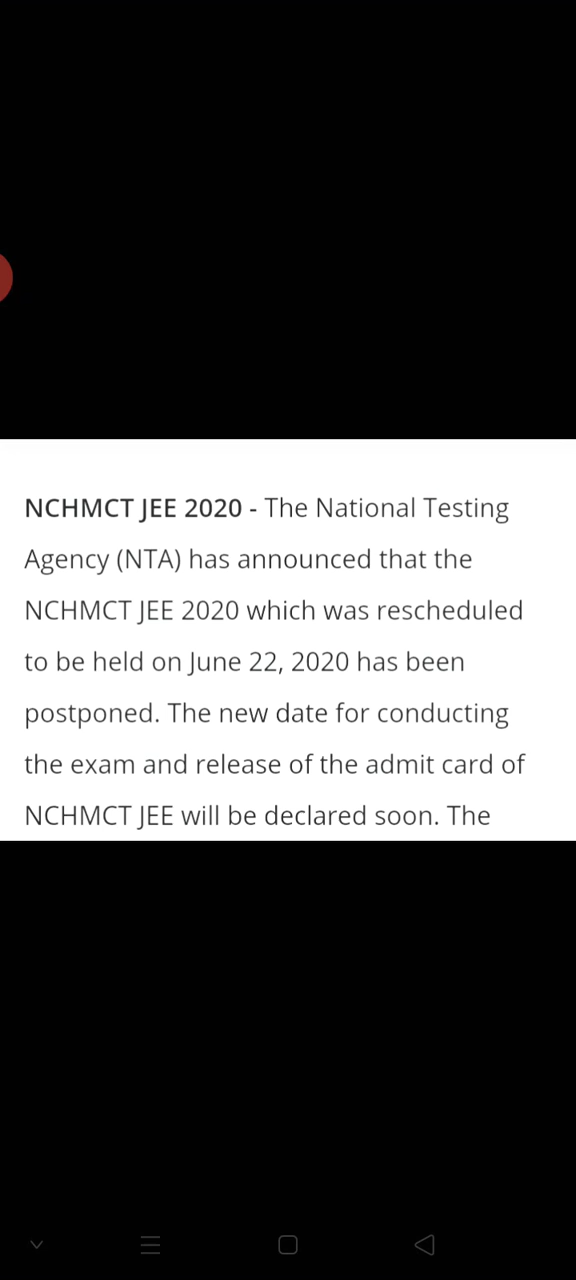 NCHMCT JEE 2020 - The National Testing
Agency (NTA) has announced that the
NCHMCT JEE 2020 which was rescheduled
to be held on June 22, 2020 has been
postponed. The new date for conducting
the exam and release of the admit card of
NCHMCT JEE will be declared soon. The